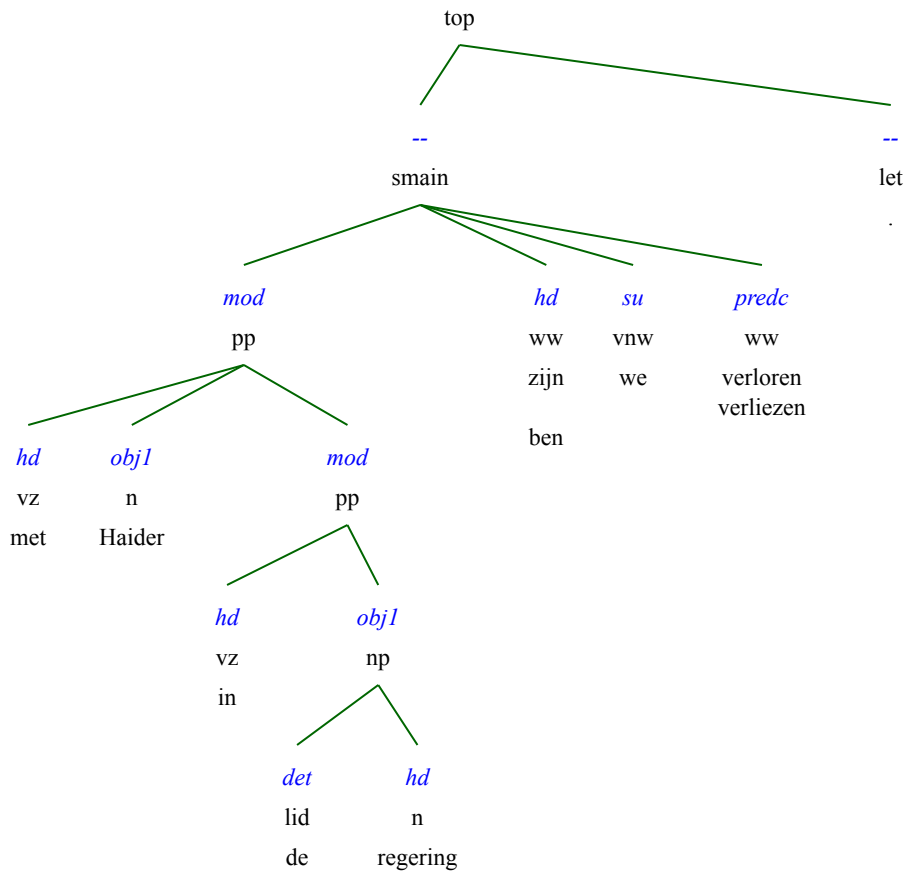 top
-- --
smain let
.
mod hd su predc
pp ww vnw ww
zijn we verloren
verliezen
ben
hd obj1 mod
vz n pp
met Haider
hd obj1
vz np
in
det hd
lid n
de regering